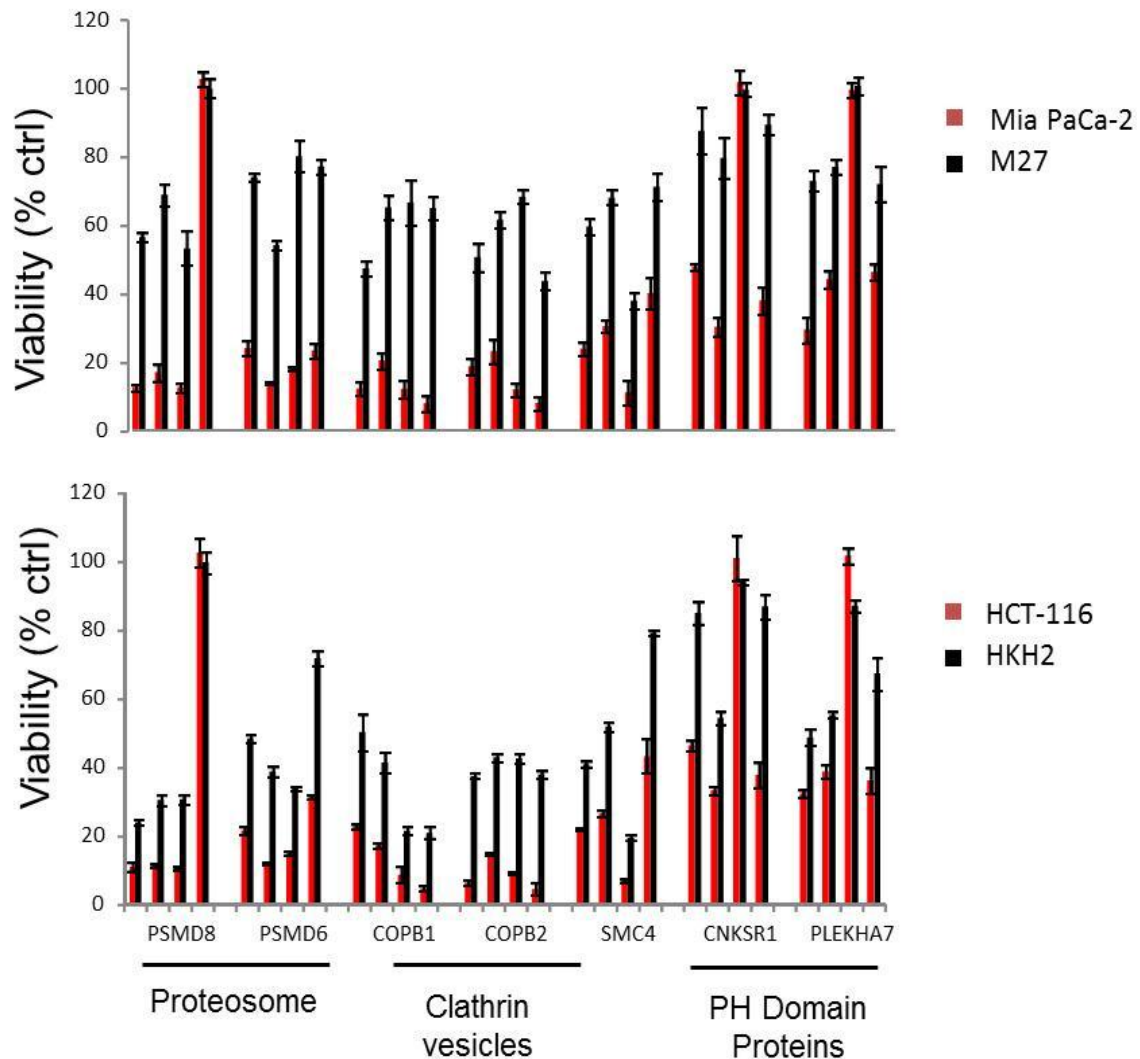 120
100
80
60
40
20
0
Viability (% ctrl)
Mia PaCa-2
M27
120
100
80
60
40
20
0
Viability (% ctrl)
HCT-116
HKH2
PSMD8 PSMD6 COPB1 COPB2 SMC4 CNKSR1 PLEKHA7
Proteosome Clathrin vesicles PH Domain Proteins